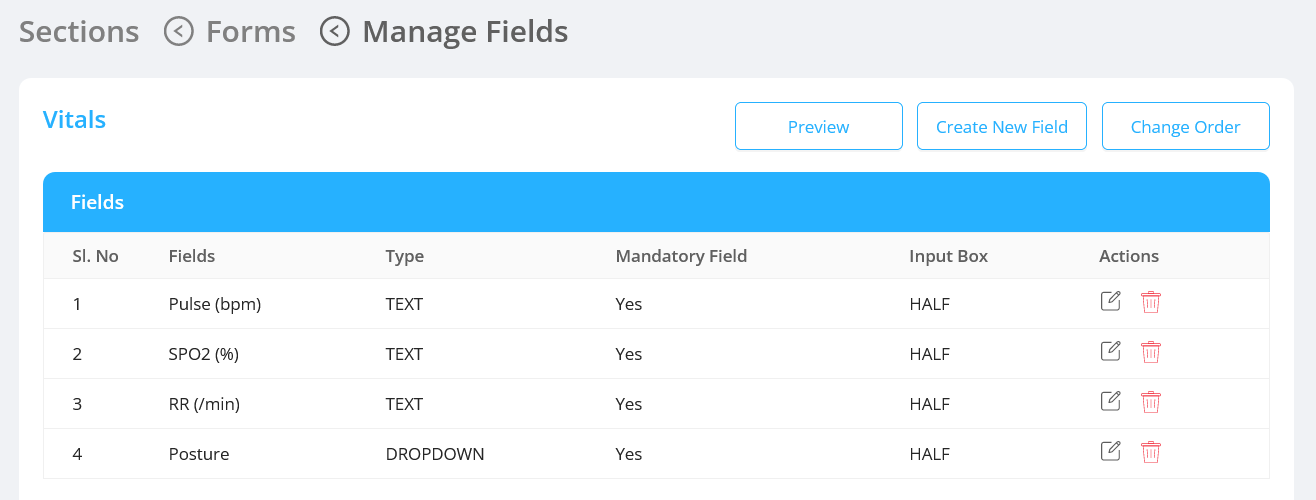 Sections Forms Manage Fields
Vitals
Preview Create New Field Change Order
Fields
Sl. No Fields Type Mandatory Field Input Box Actions
1 Pulse (bpm) TEXT Yes HALF
2 SPO2 (%) TEXT Yes HALF
3 RR (/min) TEXT Yes HALF
4 Posture DROPDOWN Yes HALF